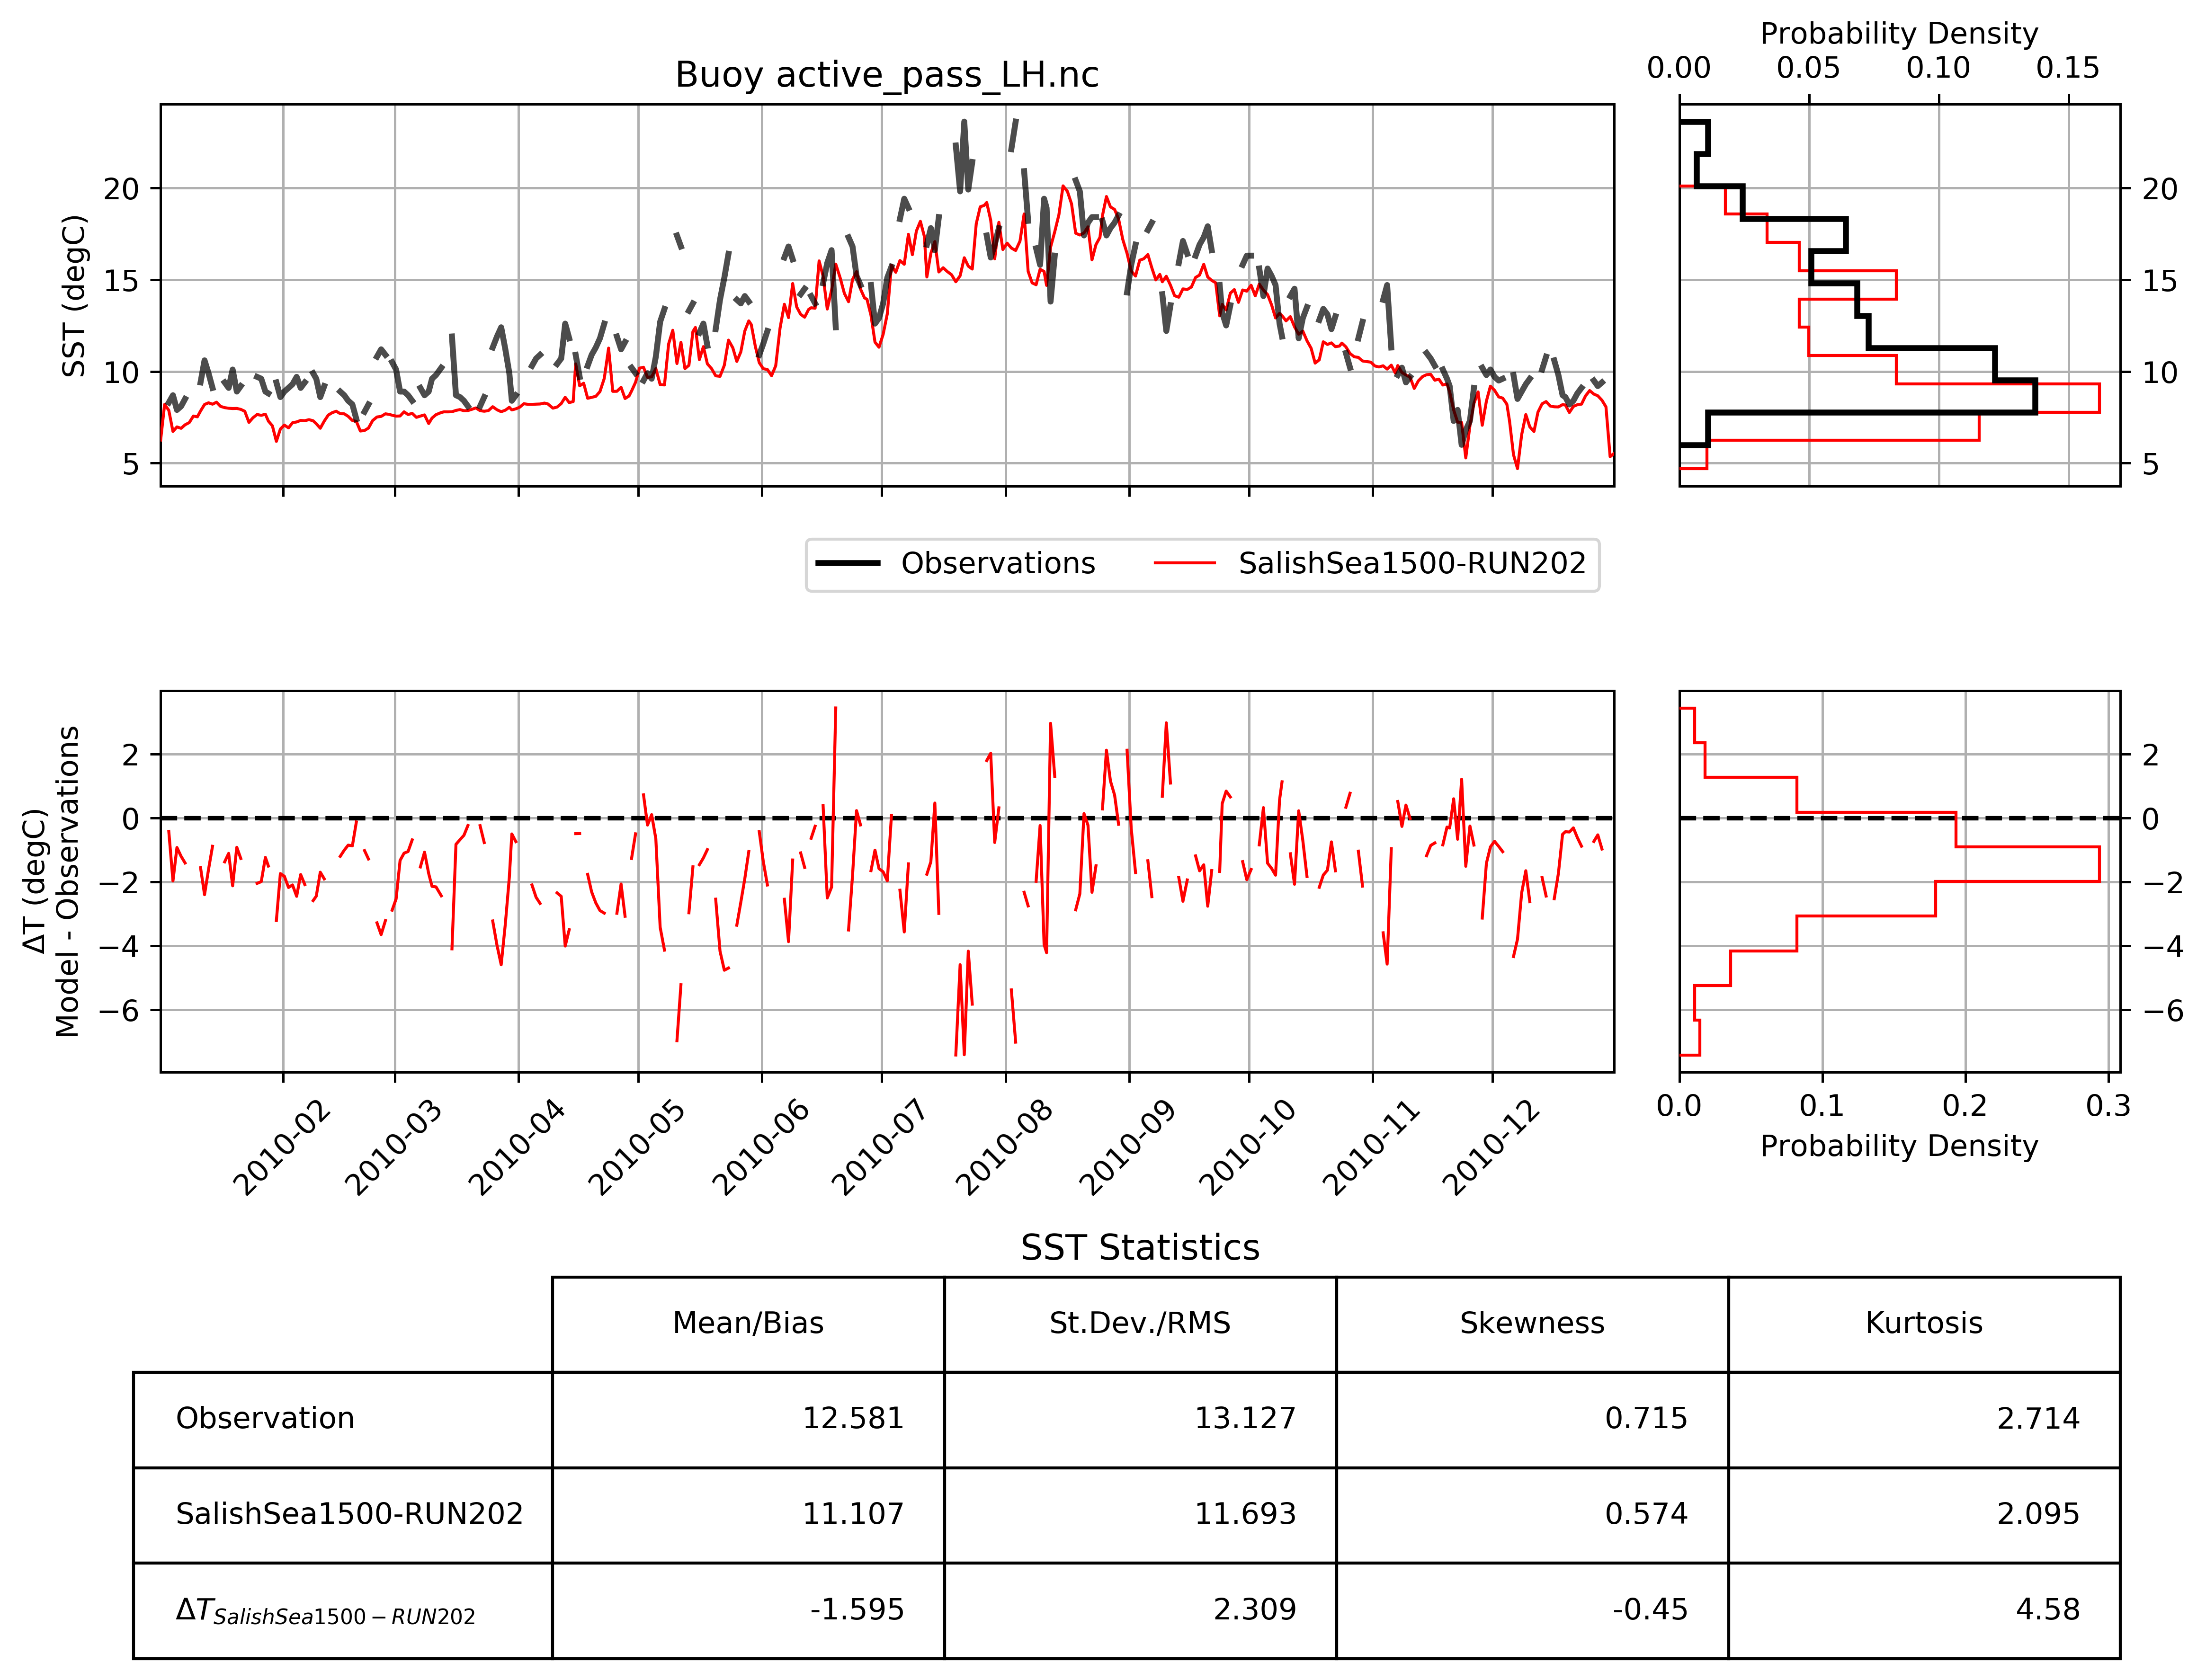 Probability Density
0.00 0.05 0.10 0.15
Buoy active_pass_LH.nc
SST (degC)
20
15
10
5
20
15
10
5
Observations SalishSea1500-RUN202
ΔT (degC)
Model - Observations
2
0
−2
−4
−6
2
0
−2
−4
−6
2010-02 2010-03 2010-04 2010-05 2010-06 2010-07 2010-08 2010-09 2010-10 2010-11 2010-12
0.0 0.1 0.2 0.3
Probability Density
SST Statistics
Mean/Bias St.Dev./RMS Skewness Kurtosis
Observation 12.581 13.127 0.715 2.714
SalishSea1500-RUN202 11.107 11.693 0.574 2.095
ΔT SalishSea1500−RUN202 -1.595 2.309 -0.45 4.58